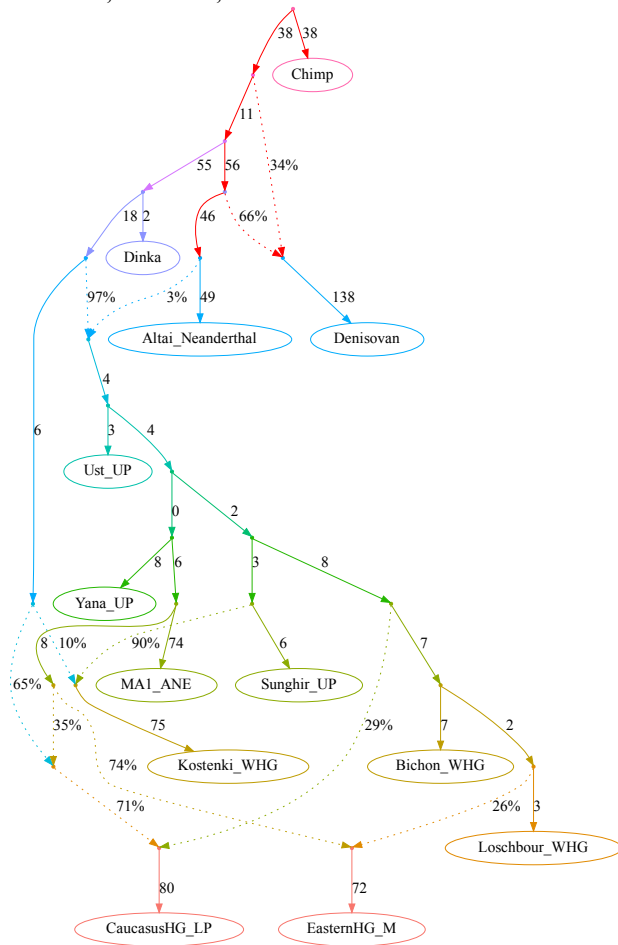 38 38
Chimp
11
55 56 34%
18 2 46 66%
Dinka
97% 3% 49 138
Altai_Neanderthal Denisovan
4
6 3 4
Ust_UP
0 2
8 6 3 8
Yana_UP
8 10% 74 90% 6 7
65% MA1_ANE Sunghir_UP
35% 75 29% 7 2
74% Kostenki_WHG Bichon_WHG
71% 26% 3
Loschbour_WHG
80 72
CaucasusHG_LP EasternHG_M